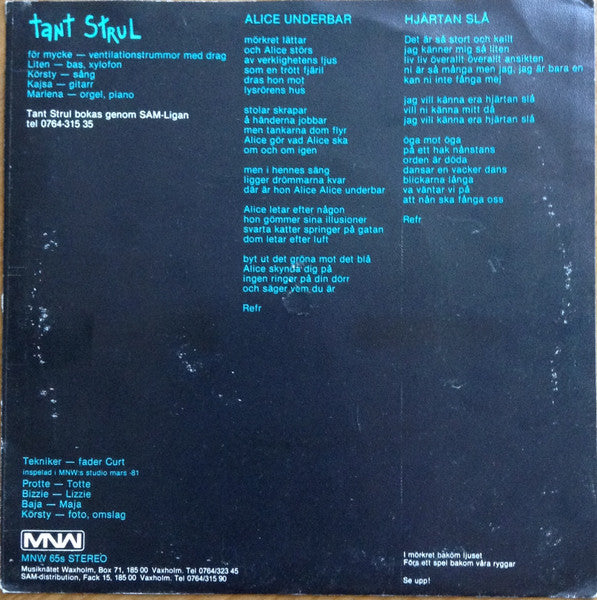 tant StruL
för mycke — ventilationstrummor med drag
Liten — bas, xylofon
Körsty — sång
Kajsa — gitarr
Marlena — orgel, piano
Tant Strul bokas genom SAM-Ligan
tel 0764-315 35
ALICE UNDERBAR
mörkret lättar
och Alice störs
av verklighetens ljus
som en trött fjäril
dras hon mot
lysrörens hus
stolar skrapar
å händerna jobbar
men tankarna dom flyr
Alice gör vad Alice ska
om och om igen
men i hennes säng
ligger drömmarna kvar
där är hon Alice Alice underbar
Alice letar efter någon
hon gömmer sina illusioner
svarta katter springer på gatan
dom letar efter luft
byt ut det gröna mot det blå
Alice skynda dig på
ingen ringer på din dörr
och säger vem du är
Refr
HJÄRTAN SLÅ
Det är så stort och kallt
jag känner mig så liten
liv liv överallt överallt ansikten
ni är så många men jag, jag är bara en
kan ni inte fånga mej
jag vill känna era hjärtan slå
vill ni känna mitt då
jag vill känna era hjärtan slå
öga mot öga
på ett hak nånstans
orden är döda
dansar en vacker dans
blickarna långa
va väntar vi på
att nån ska fånga oss
Refr
Tekniker — fader Curt
inspelad i MNW:s studio mars -81
Protte — Totte
Bizzie — Lizzie
Baja — Maja
Körsty — foto, omslag
MNW
MNW 65s STEREO
Musiknätet Waxholm, Box 71, 185 00 Vaxholm. Tel 0764/323 45
SAM-distribution, Fack 15, 185 00 Vaxholm. Tel 0764/315 90
I mörkret bakom ljuset
Förs ett spel bakom våra ryggar
Se upp!